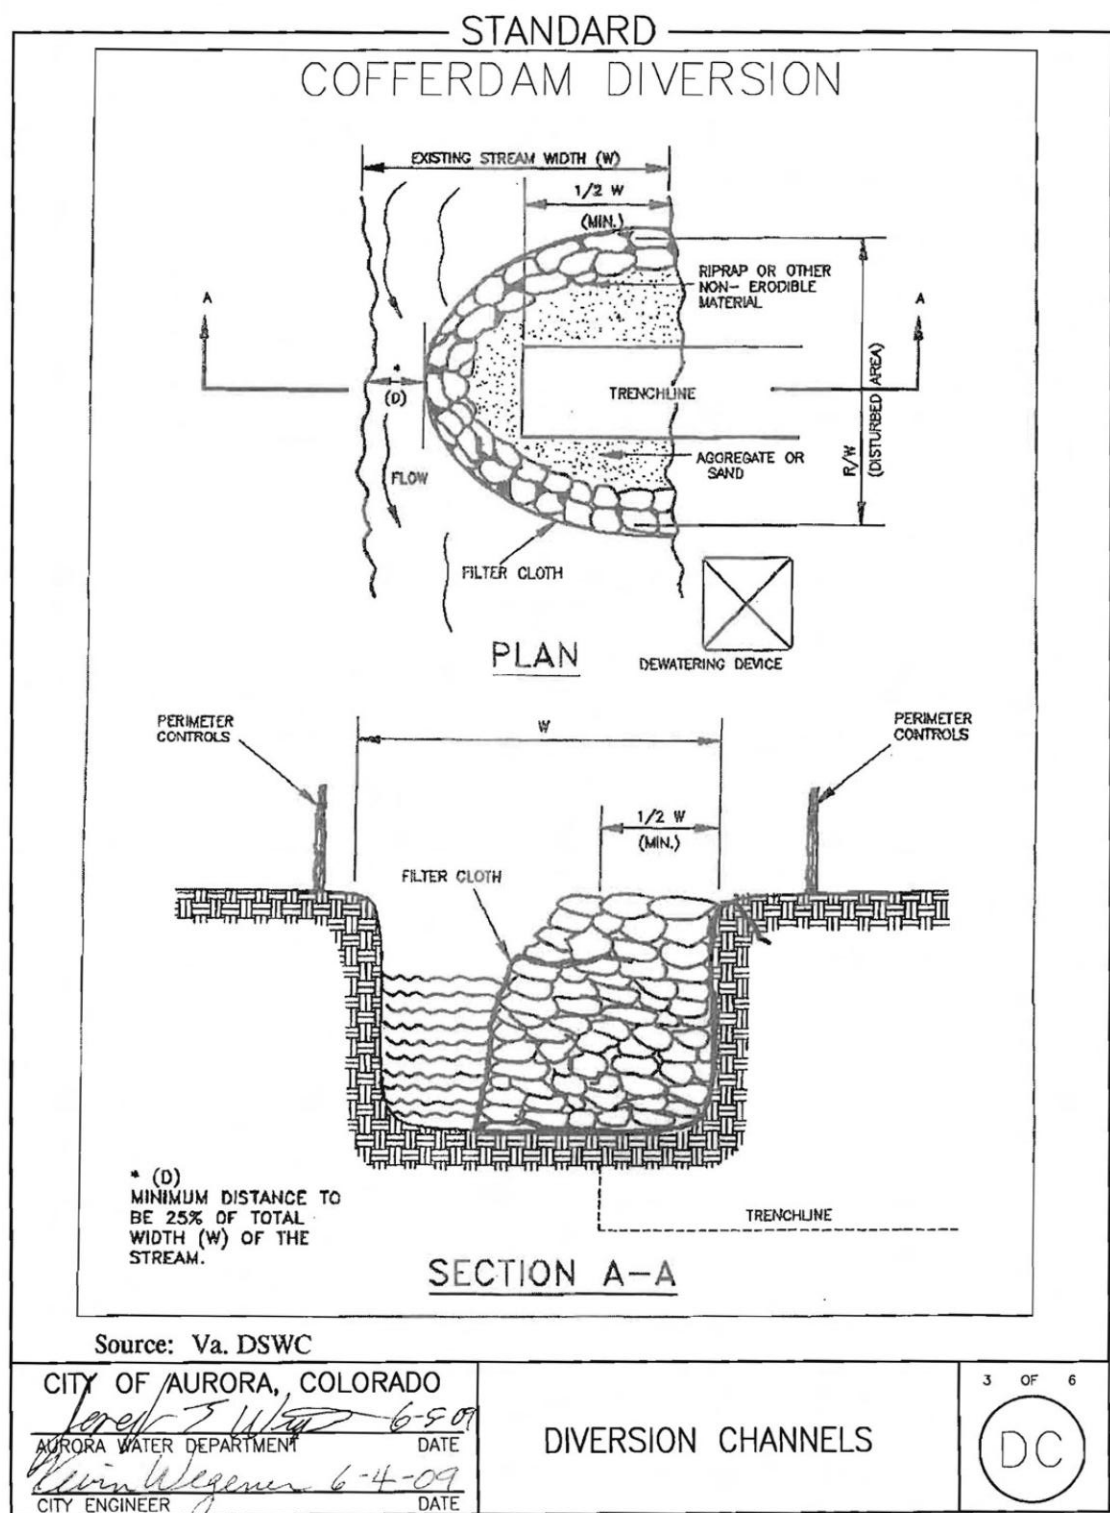 STANDARD
COFFERDAM DIVERSION
EXISTING STREAM WIDTH (W)
1/2 W
(MIN.)
RIPRAP OR OTHER
NON- ERODIBLE
MATERIAL
A
A
*
(D)
TRENCHLINE
R/W
(DISTURBED AREA)
FLOW
AGGREGATE OR
SAND
FILTER CLOTH
PLAN
DEWATERING DEVICE
PERIMETER
CONTROLS
W
PERIMETER
CONTROLS
1/2 W
(MIN.)
FILTER CLOTH
* (D)
MINIMUM DISTANCE TO
BE 25% OF TOTAL
WIDTH (W) OF THE
STREAM.
TRENCHLINE
SECTION A-A
Source: Va. DSWC
CITY OF AURORA, COLORADO
AURORA WATER DEPARTMENT DATE
Kevin Wegener 6-4-09
CITY ENGINEER DATE
DIVERSION CHANNELS
3 OF 6
DC